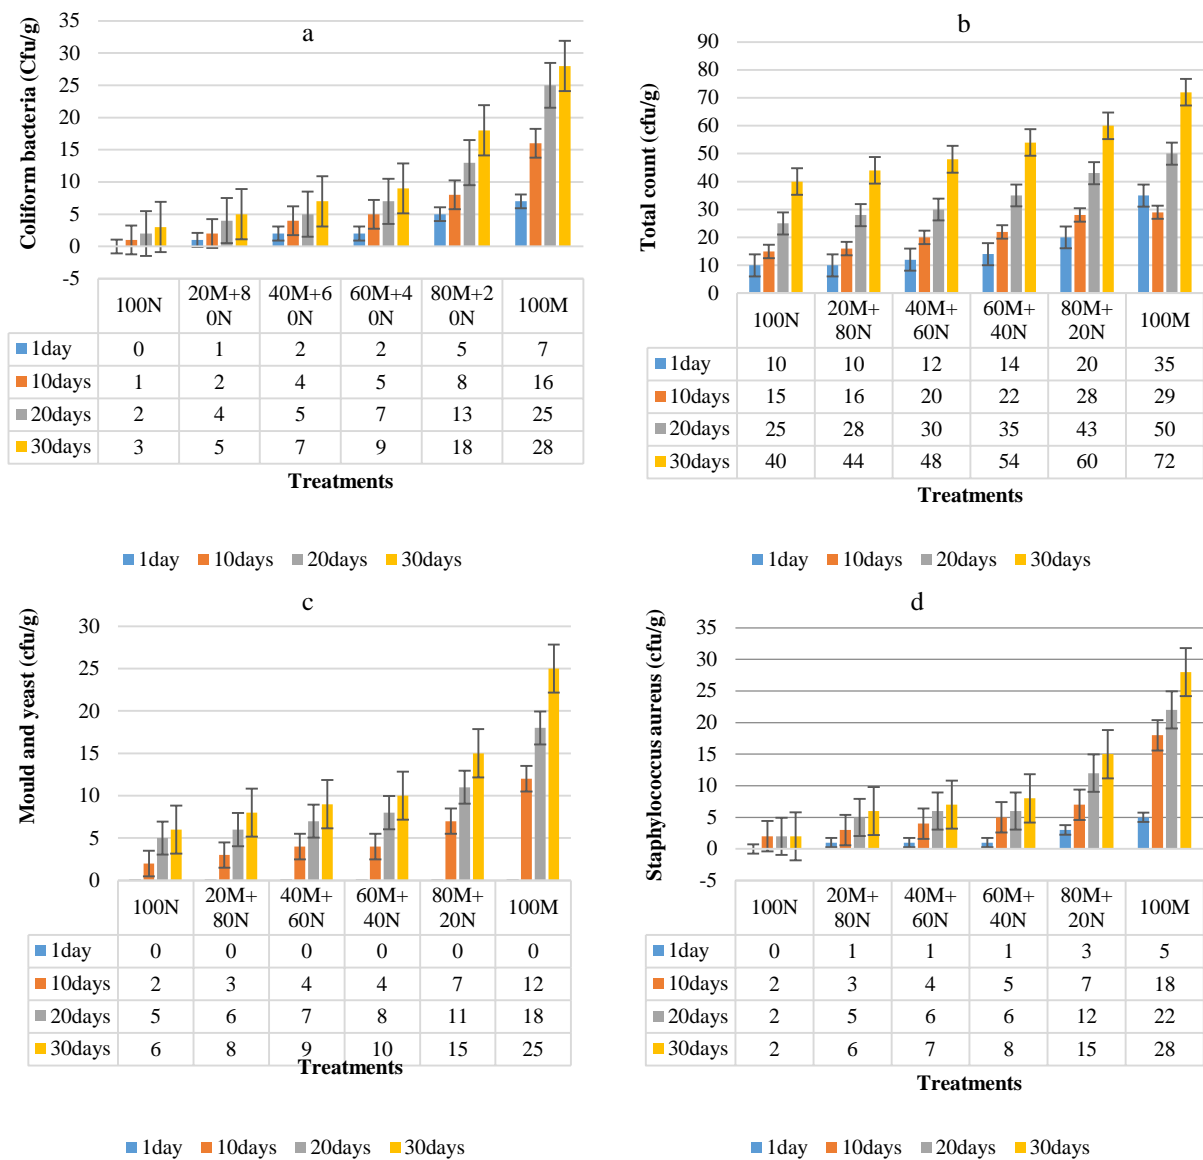 a
Coliform bacteria (Cfu/g)
35
30
25
20
15
10
5
0
-5
100N 20M+8 40M+6 60M+4 80M+2 100M
0N 0N 0N 0N
1day 0 1 2 2 5 7
10days 1 2 4 5 8 16
20days 2 4 5 7 13 25
30days 3 5 7 9 18 28
Treatments
1day 10days 20days 30days
b
Total count (cfu/g)
90
80
70
60
50
40
30
20
10
0
100N 20M+ 40M+ 60M+ 80M+ 100M
80N 60N 40N 20N
1day 10 10 12 14 20 35
10days 15 16 20 22 28 29
20days 25 28 30 35 43 50
30days 40 44 48 54 60 72
Treatments
1day 10days 20days 30days
c
Mould and yeast (cfu/g)
30
25
20
15
10
5
0
100N 20M+ 40M+ 60M+ 80M+ 100M
80N 60N 40N 20N
1day 0 0 0 0 0 0
10days 2 3 4 4 7 12
20days 5 6 7 8 11 18
30days 6 8 9 10 15 25
Treatments
1day 10days 20days 30days
d
Staphylococcus aureus (cfu/g)
35
30
25
20
15
10
5
0
-5
100N 20M+ 40M+ 60M+ 80M+ 100M
80N 60N 40N 20N
1day 0 1 1 1 3 5
10days 2 3 4 5 7 18
20days 2 5 6 6 12 22
30days 2 6 7 8 15 28
Treatments
1day 10days 20days 30days